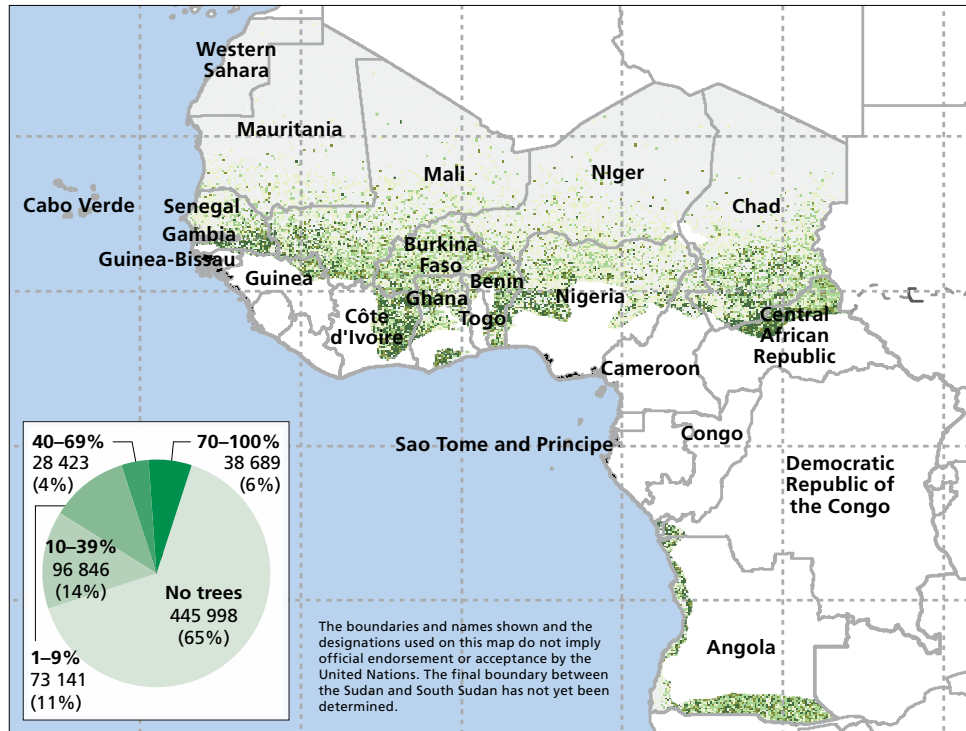 Western
Sahara
Mauritania
Mali
NIger
Chad
Cabo Verde
Senegal
Gambia
Guinea-Bissau
Guinea
Burkina
Faso
Benin
Ghana
Togo
Nigeria
Côte
d'Ivoire
Central
African
Republic
Cameroon
Sao Tome and Principe
Congo
Democratic
Republic of
the Congo
Angola
40–69%
28 423
(4%)
70–100%
38 689
(6%)
10–39%
96 846
(14%)
No trees
445 998
(65%)
1–9%
73 141
(11%)
The boundaries and names shown and the
designations used on this map do not imply
official endorsement or acceptance by the
United Nations. The final boundary between
the Sudan and South Sudan has not yet been
determined.